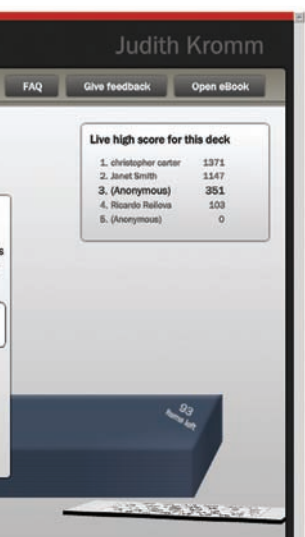 Judith Kromm
FAQ Give feedback Open eBook
Live high score for this deck
1. christopher carter 1371
2. Janet Smith 1147
3. (Anonymous) 351
4. Ricardo Reilova 103
5. (Anonymous) 0
s
93
items left